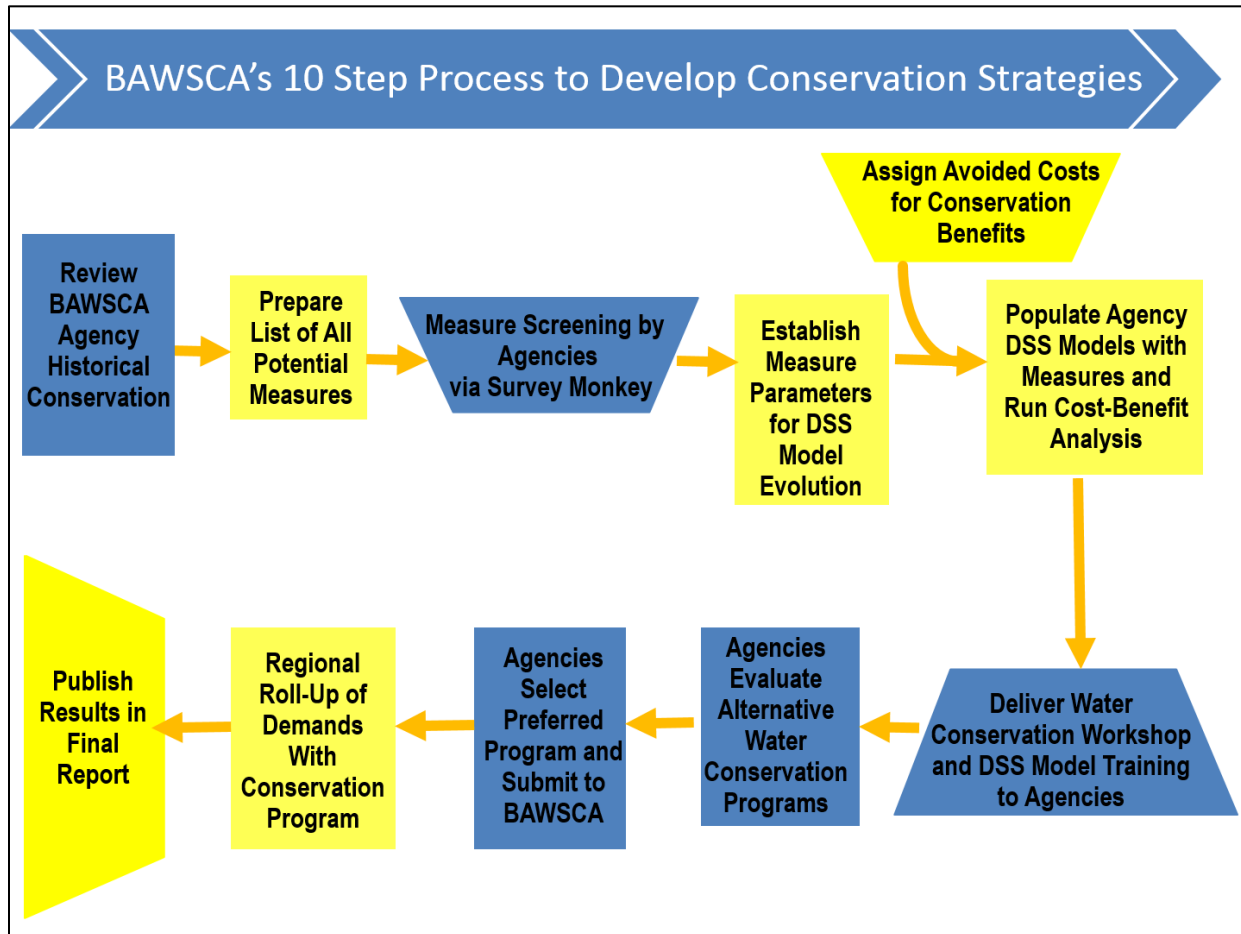 BAWSCA's 10 Step Process to Develop Conservation Strategies
Review
BAWSCA
Agency
Historical
Conservation
Prepare
List of All
Potential
Measures
Measure Screening by
Agencies
via Survey Monkey
Establish
Measure
Parameters
for DSS
Model
Evolution
Assign Avoided Costs
for Conservation
Benefits
Populate Agency
DSS Models with
Measures and
Run Cost-Benefit
Analysis
Deliver Water
Conservation Workshop
and DSS Model Training
to Agencies
Agencies
Evaluate
Alternative
Water
Conservation
Programs
Agencies
Select
Preferred
Program and
Submit to
BAWSCA
Regional
Roll-Up of
Demands
With
Conservation
Program
Publish
Results in
Final
Report